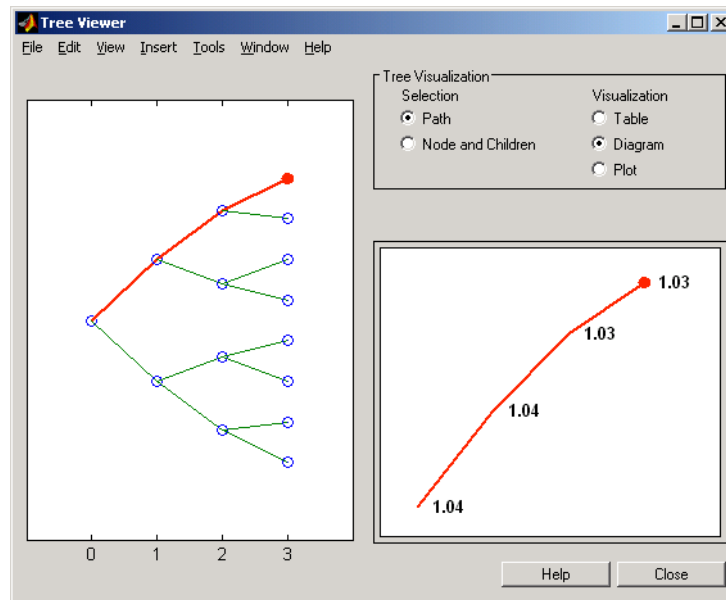 Tree Viewer
File Edit View Insert Tools Window Help
Tree Visualization
Selection
Path
Node and Children
Visualization
Table
Diagram
Plot
0 1 2 3
1.03
1.03
1.04
1.04
Help
Close